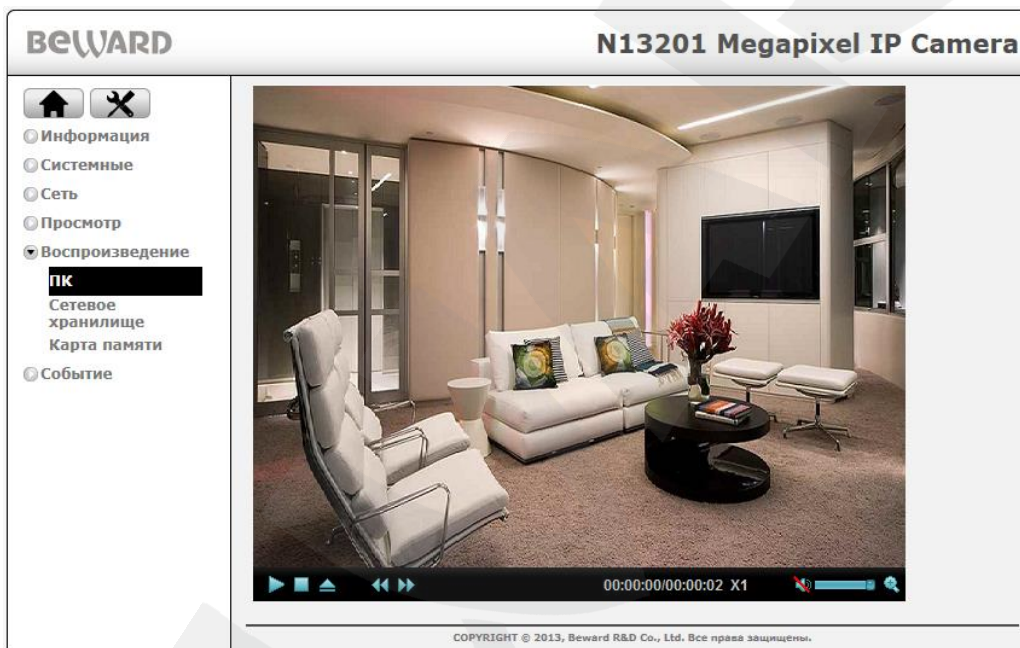 BEWARD
N13201 Megapixel IP Camera
Информация
Системные
Сеть
Просмотр
Воспроизведение
ПК
Сетевое
хранилище
Карта памяти
Событие
00:00:00/00:00:02 X1
COPYRIGHT © 2013, Beward R&D Co., Ltd. Все права защищены.